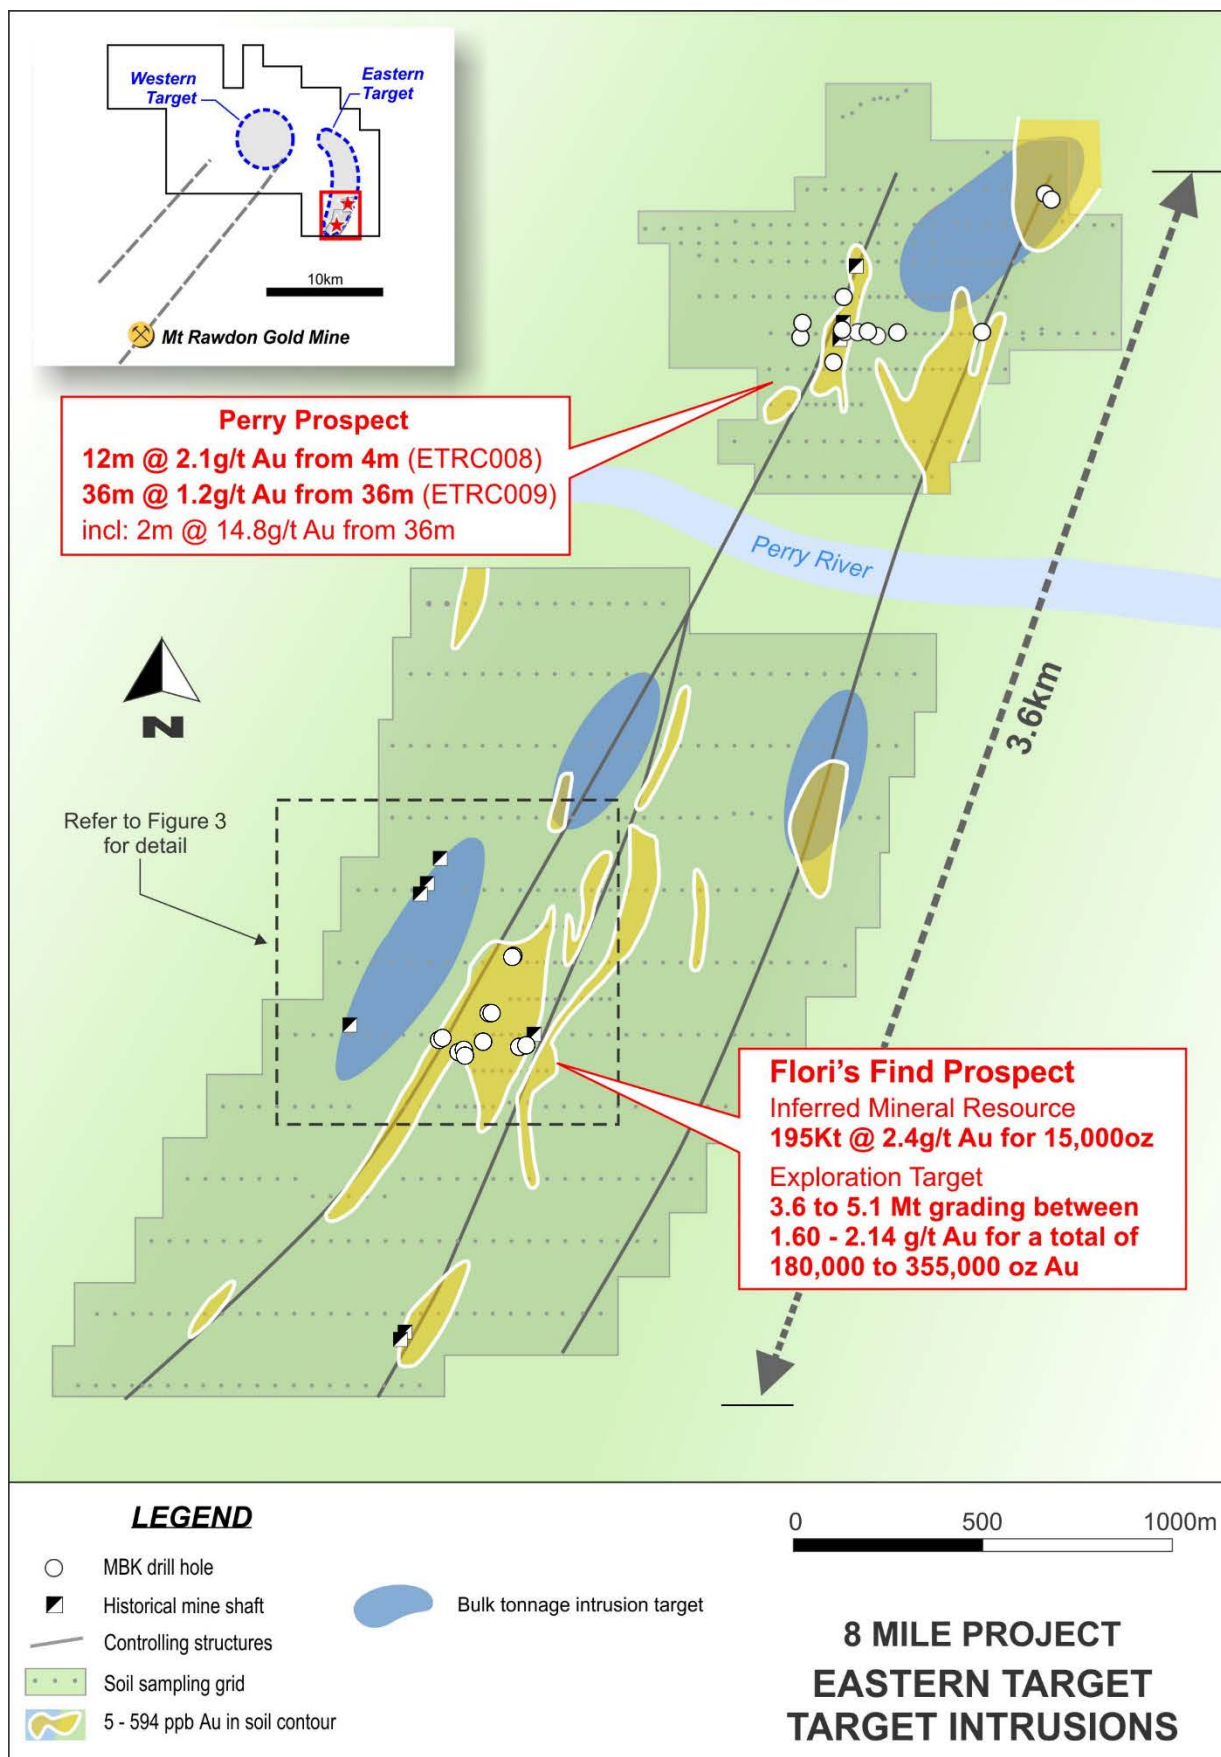 Western
Target
Eastern
Target
10km
Mt Rawdon Gold Mine
Perry Prospect
12m @ 2.1g/t Au from 4m (ETRC008)
36m @ 1.2g/t Au from 36m (ETRC009)
incl: 2m @ 14.8g/t Au from 36m
Perry River
3.6km
N
Refer to Figure 3
for detail
Flori's Find Prospect
Inferred Mineral Resource
195Kt @ 2.4g/t Au for 15,000oz
Exploration Target
3.6 to 5.1 Mt grading between
1.60 - 2.14 g/t Au for a total of
180,000 to 355,000 oz Au
LEGEND
MBK drill hole
Historical mine shaft
Controlling structures
Soil sampling grid
5 - 594 ppb Au in soil contour
Bulk tonnage intrusion target
0 500 1000m
8 MILE PROJECT
EASTERN TARGET
TARGET INTRUSIONS